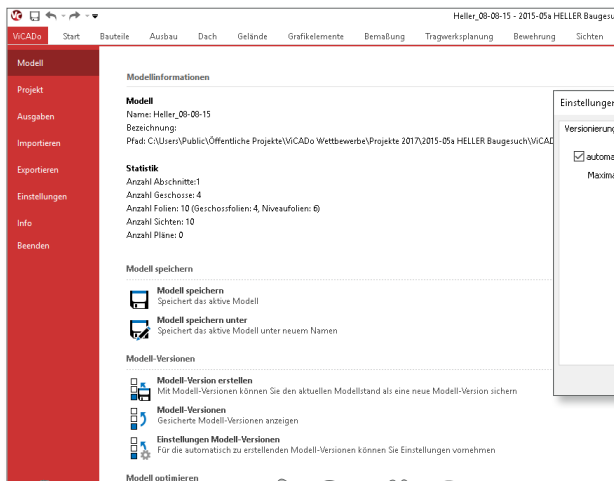 Heller_08-08-15 - 2015-05a HELLER Baugesu
ViCADo Start Bauteile Ausbau Dach Gelände Grafikelemente Bemaßung Tragwerksplanung Bewehrung Sichten
Modell
Projekt
Ausgaben
Importieren
Exportieren
Einstellungen
Info
Beenden
Modellinformationen
Modell
Name: Heller_08-08-15
Bezeichnung:
Pfad: C:\Users\Public\Öffentliche Projekte\ViCADo Wettbewerbe\Projekte 2017\2015-05a HELLER Baugesuch\ViCAD
Statistik
Anzahl Abschnitte:1
Anzahl Geschosse: 4
Anzahl Folien: 10 (Geschossfolien: 4, Niveaufolien: 6)
Anzahl Sichten: 10
Anzahl Pläne: 0
Modell speichern
Modell speichern
Speichert das aktive Modell
Modell speichern unter
Speichert das aktive Modell unter neuem Namen
Modell-Versionen
Modell-Version erstellen
Mit Modell-Versionen können Sie den aktuellen Modellstand als eine neue Modell-Version sichern
Modell-Versionen
Gesicherte Modell-Versionen anzeigen
Einstellungen Modell-Versionen
Für die automatisch zu erstellenden Modell-Versionen können Sie Einstellungen vornehmen
Modell optimieren
Einstellungen
Versionierung
automa
Maxima